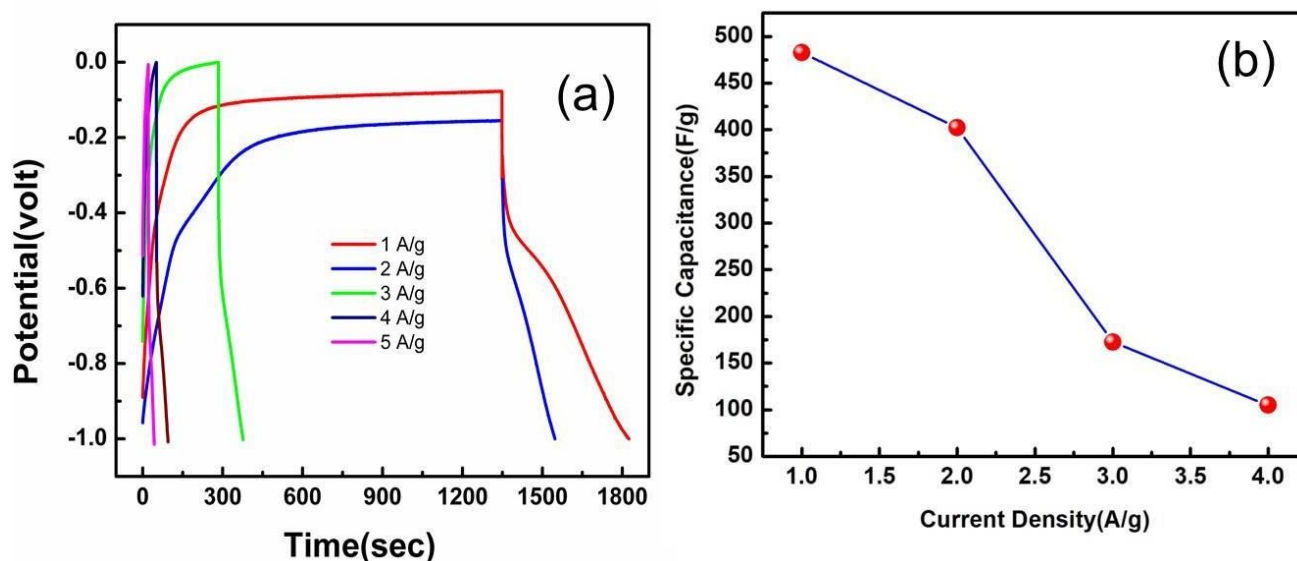 (a)
Potential(volt)
0.0
-0.2
-0.4
-0.6
-0.8
-1.0
1 A/g
2 A/g
3 A/g
4 A/g
5 A/g
0 300 600 900 1200 1500 1800
Time(sec)
(b)
Specific Capacitance(F/g)
500
450
400
350
300
250
200
150
100
50
1.0 1.5 2.0 2.5 3.0 3.5 4.0
Current Density(A/g)